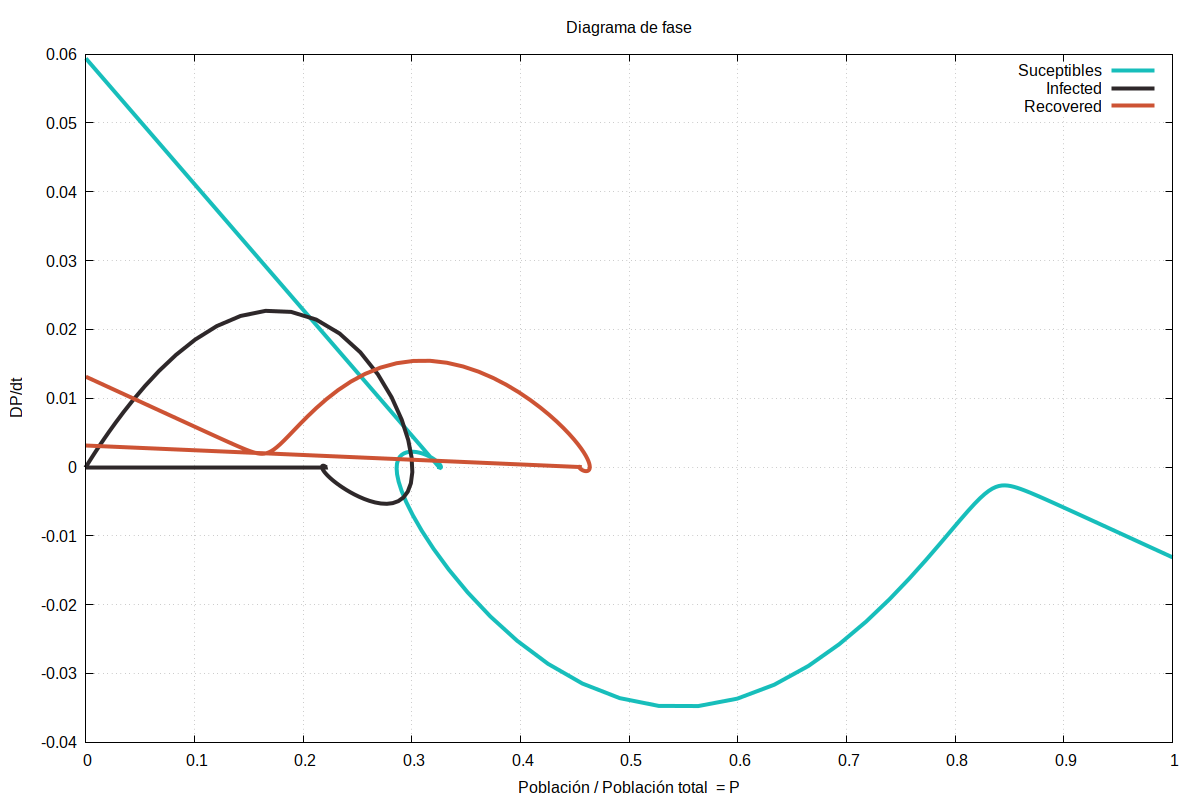 Diagrama de fase
0.06
0.05
0.04
0.03
0.02
0.01
0
-0.01
-0.02
-0.03
-0.04
DP/dt
Suceptibles
Infected
Recovered
0 0.1 0.2 0.3 0.4 0.5 0.6 0.7 0.8 0.9 1
Población / Población total = P